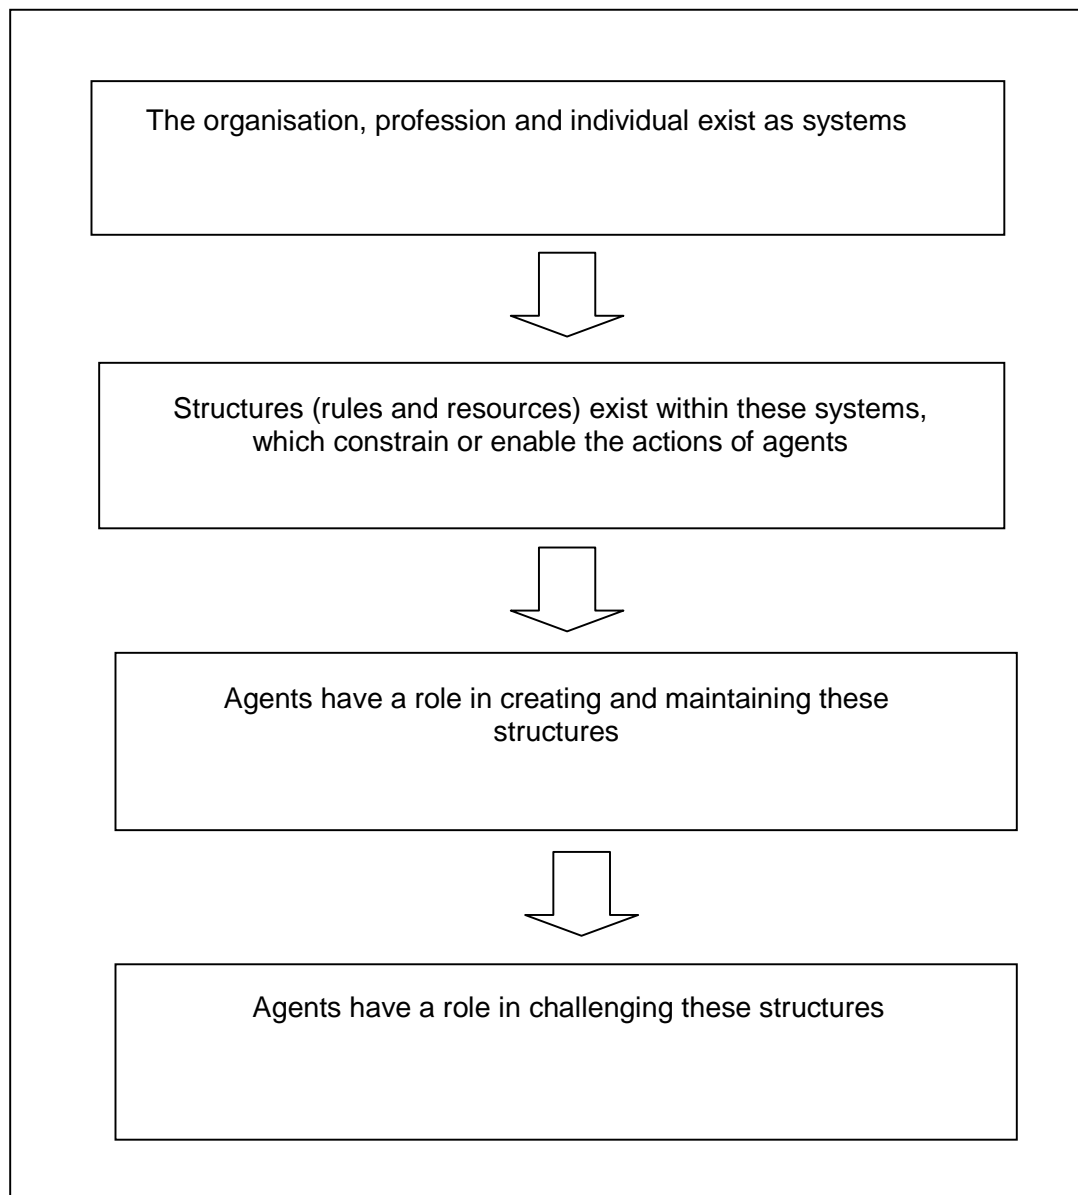 The organisation, profession and individual exist as systems
Structures (rules and resources) exist within these systems,
which constrain or enable the actions of agents
Agents have a role in creating and maintaining these
structures
Agents have a role in challenging these structures